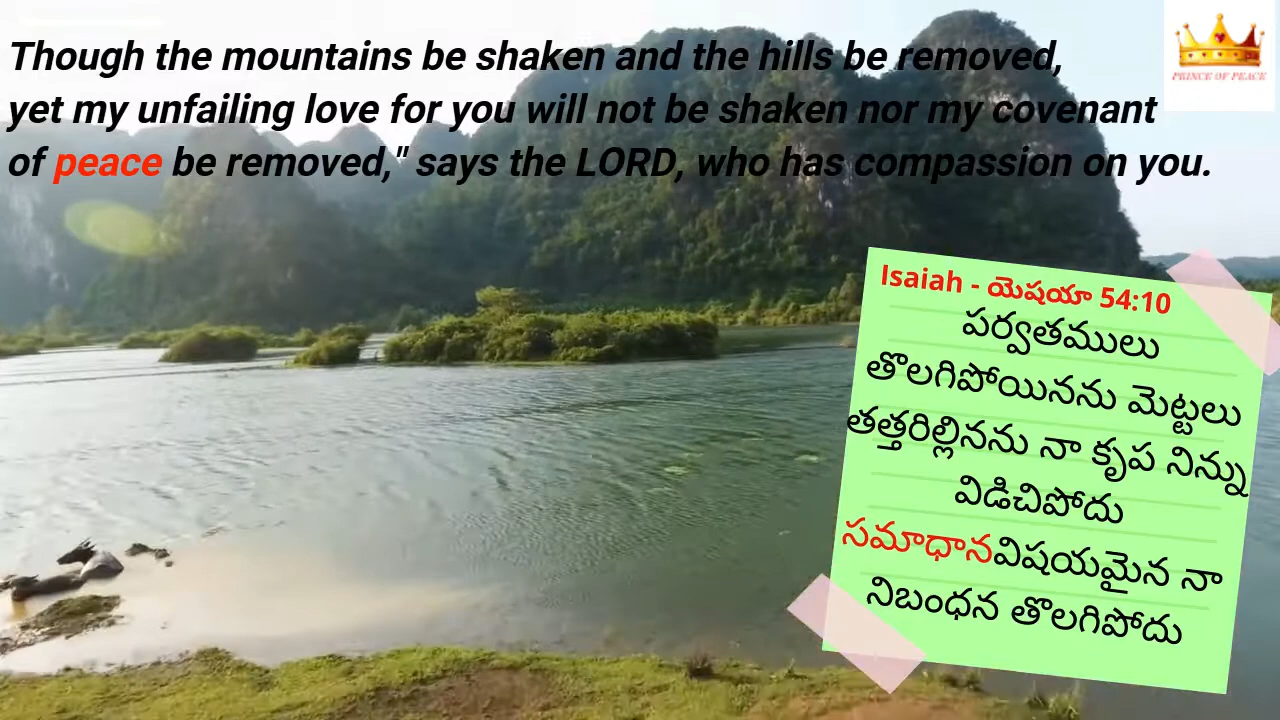 Though the mountains be shaken and the hills be removed,
yet my unfailing love for you will not be shaken nor my covenant
of peace be removed," says the LORD, who has compassion on you.
PRINCE OF PEACE
Isaiah - యెషయా 54:10
పర్వతములు
తొలగిపోయినను మెట్టలు
తత్తరిల్లినను నా కృప నిన్ను
విడిచిపోదు
సమాధానవిషయమైన నా
నిబంధన తొలగిపోదు